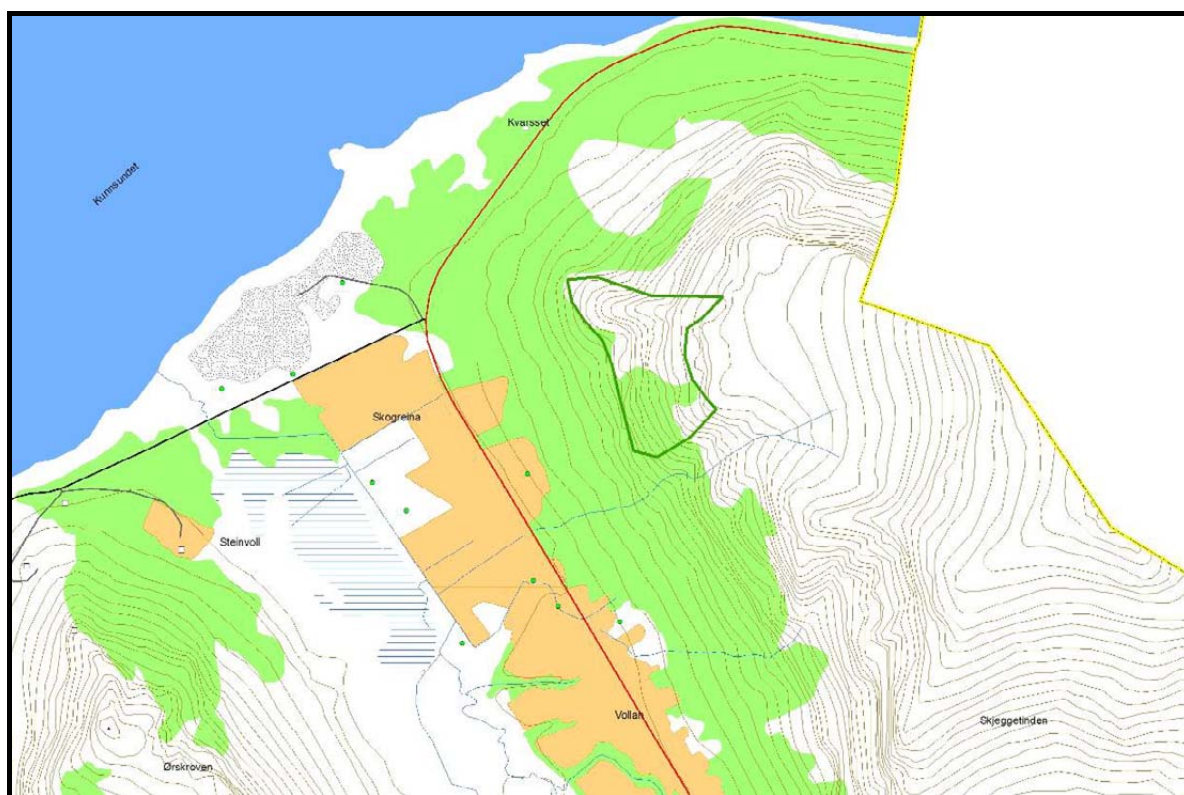 Kvarsset
Kunnsundet
Skogreina
Steinvoll
Vollan
Skjeggetinden
Ørskroven